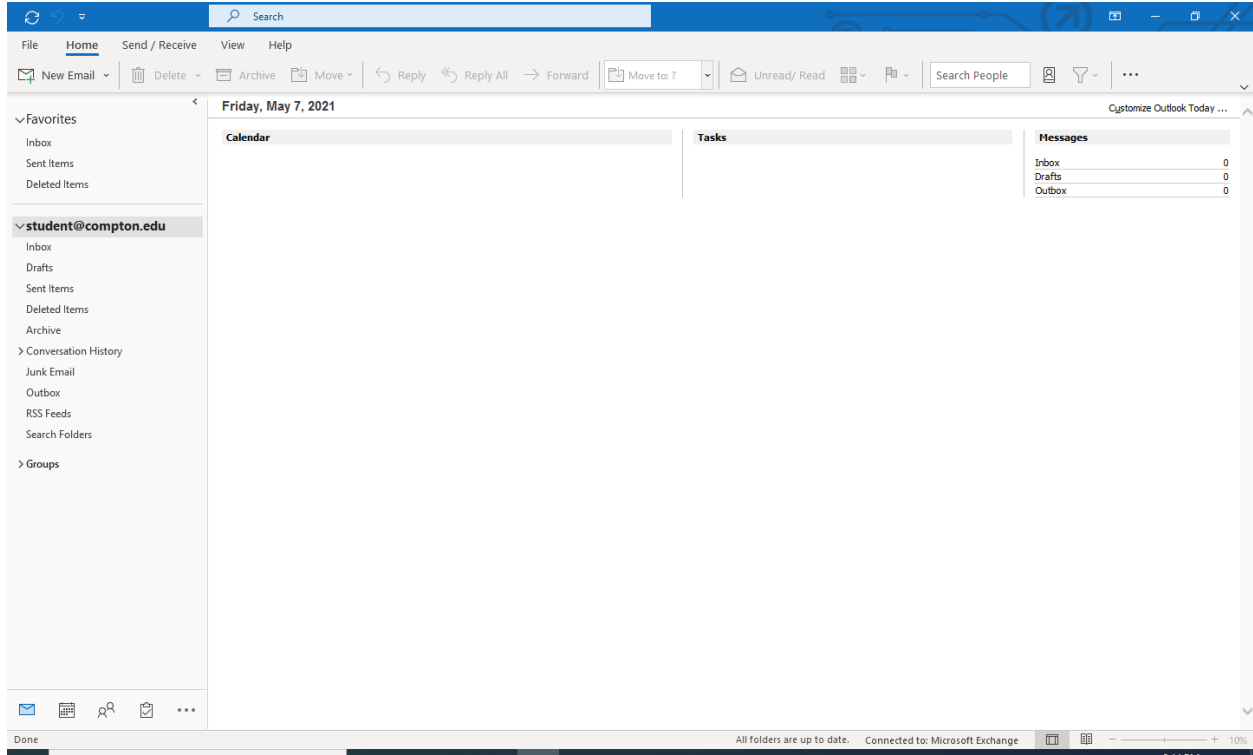 Search
File Home Send / Receive View Help
New Email Delete Archive Move Reply Reply All Forward Move to: ? Unread/ Read Search People ...
Favorites
Inbox
Sent Items
Deleted Items
student@compton.edu
Inbox
Drafts
Sent Items
Deleted Items
Archive
Conversation History
Junk Email
Outbox
RSS Feeds
Search Folders
Groups
Friday, May 7, 2021
Customize Outlook Today ...
Calendar
Tasks
Messages
Inbox 0
Drafts 0
Outbox 0
Done
All folders are up to date. Connected to: Microsoft Exchange 10%